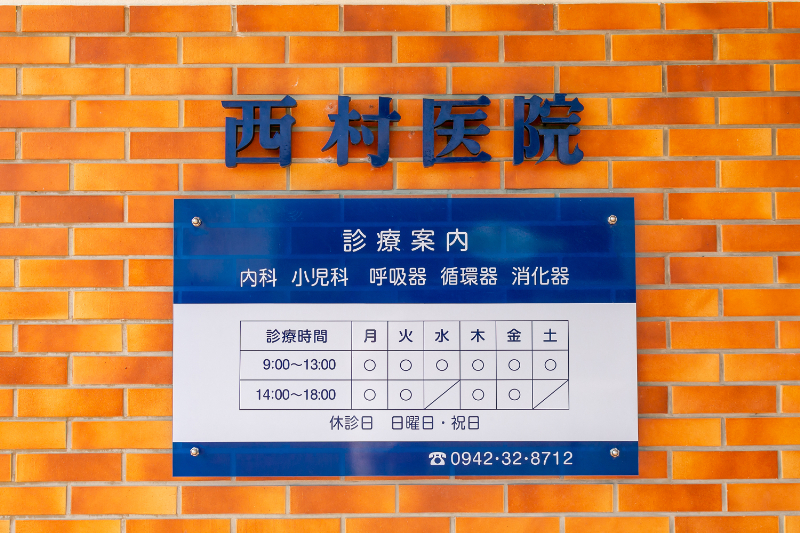 西村医院
診療案内
内科 小児科 呼吸器 循環器 消化器
診療時間 月 火 水 木 金 土
9:00～13:00 ○ ○ ○ ○ ○ ○
14:00～18:00 ○ ○ ／ ○ ○ ／
休診日 日曜日・祝日
☎0942・32・8712